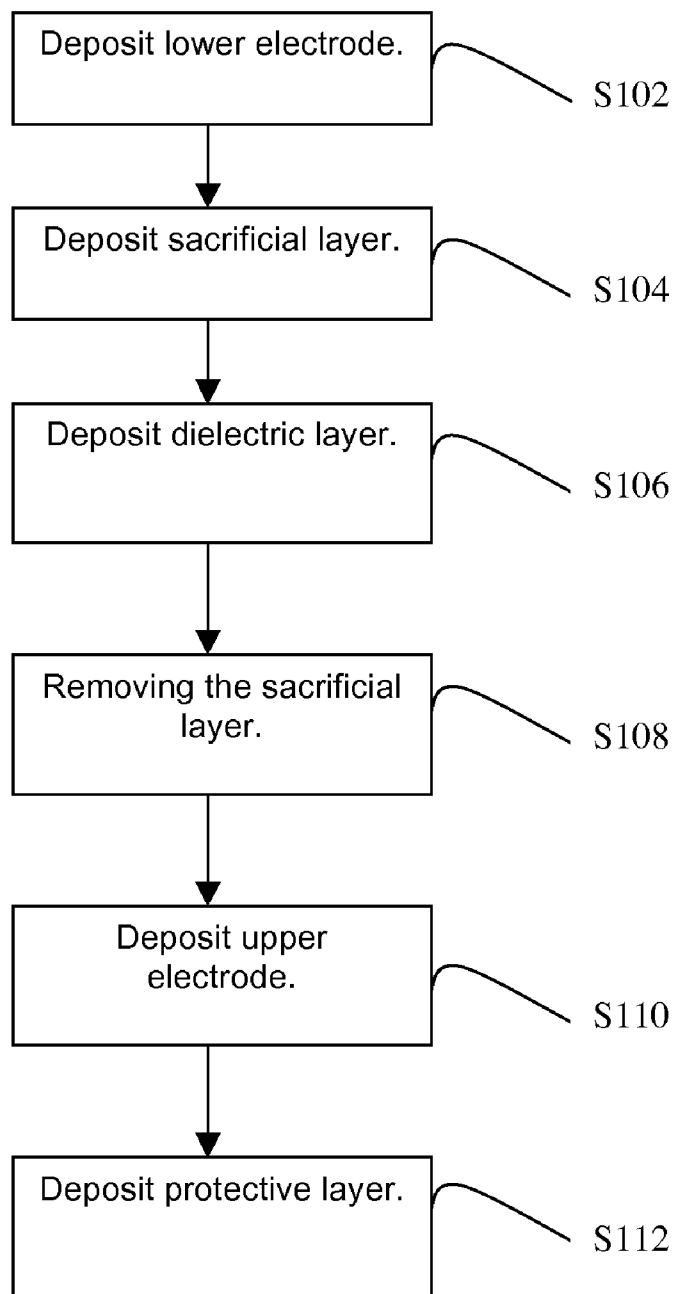 Deposit lower electrode.
S102
Deposit sacrificial layer.
S104
Deposit dielectric layer.
S106
Removing the sacrificial
layer.
S108
Deposit upper
electrode.
S110
Deposit protective layer.
S112